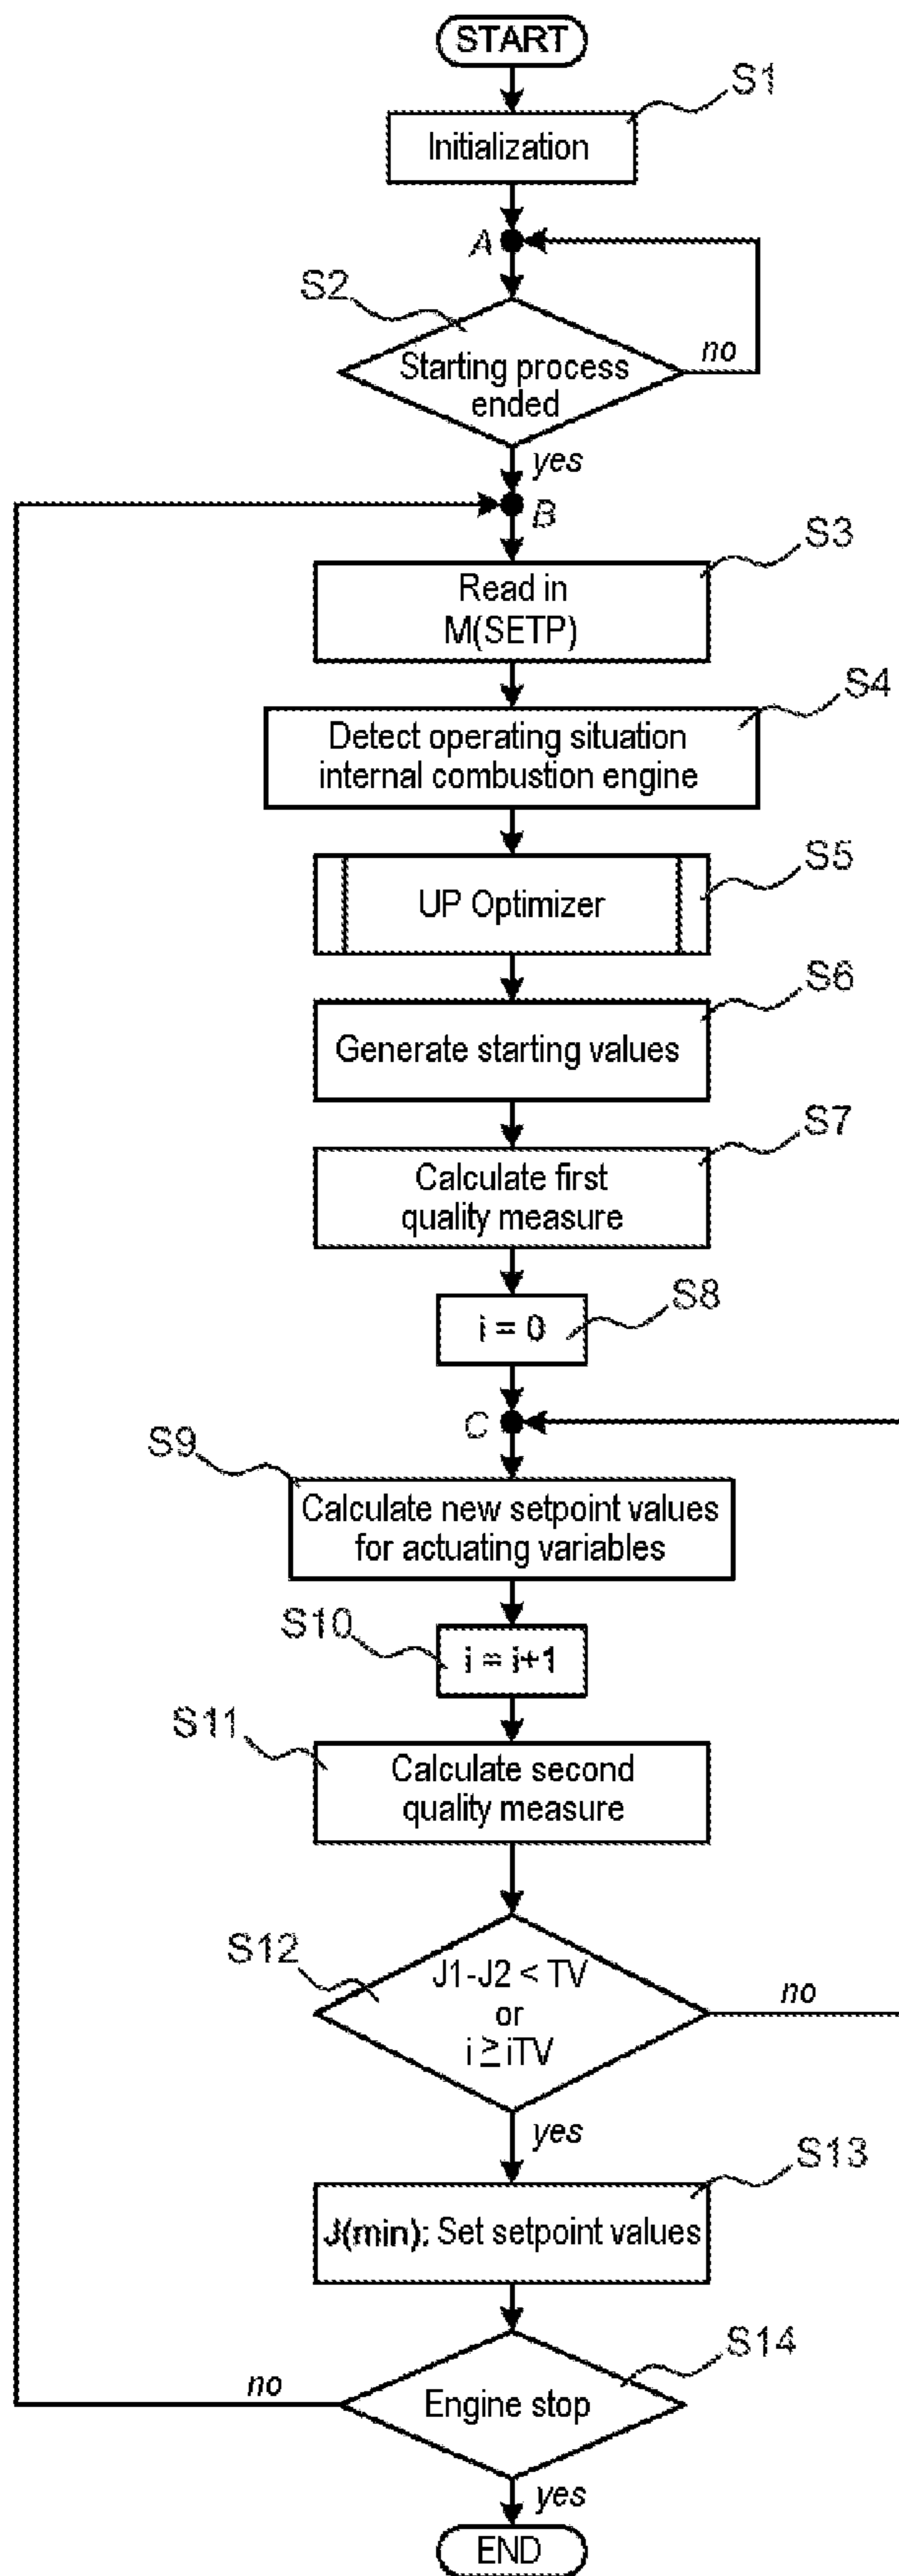 START
S1
Initialization
A
S2
Starting process
ended
no
yes
B
S3
Read in
M(SETP)
S4
Detect operating situation
internal combustion engine
S5
UP Optimizer
S6
Generate starting values
S7
Calculate first
quality measure
S8
i = 0
C
S9
Calculate new setpoint values
for actuating variables
S10
i = i+1
S11
Calculate second
quality measure
S12
J1-J2 < TV
or
i ≥ iTV
no
yes
S13
J(min): Set setpoint values
S14
no
Engine stop
yes
END